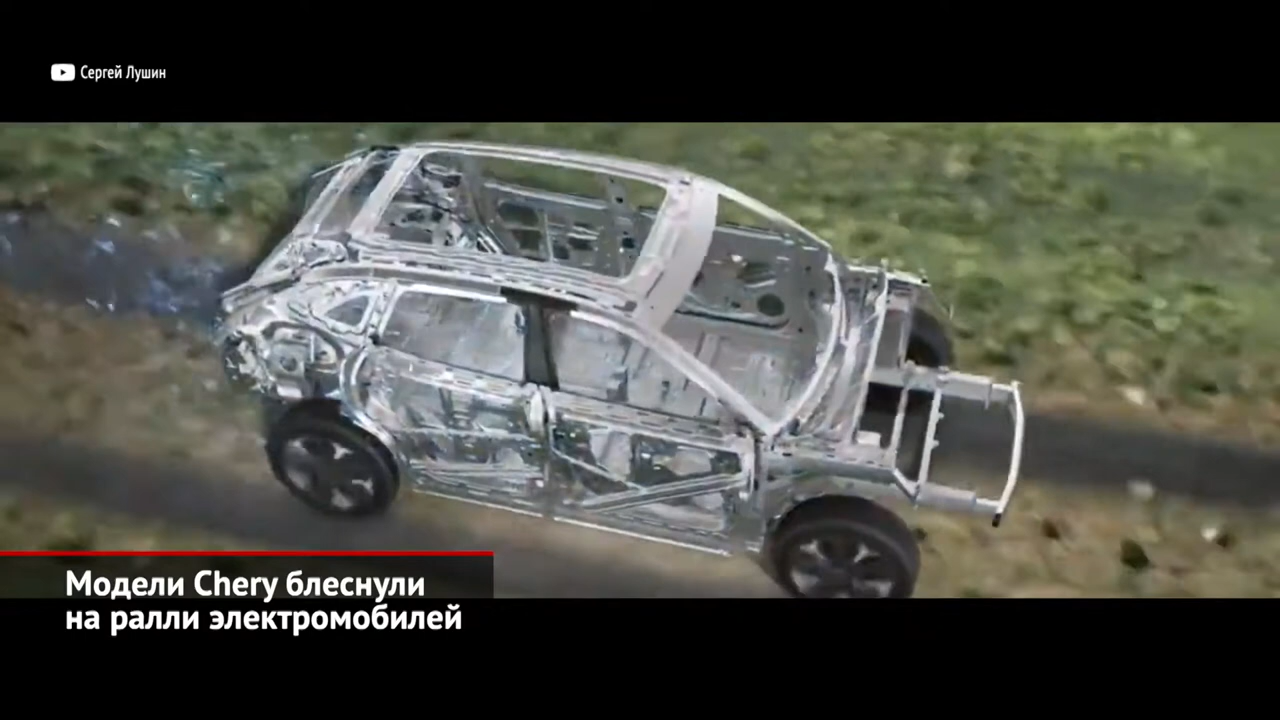 Сергей Лушин
Модели Chery блеснули
на ралли электромобилей